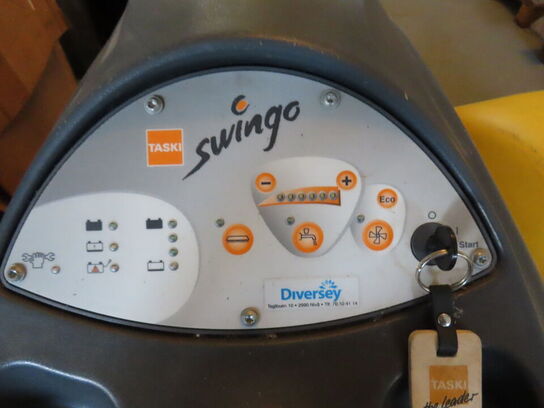 TASKI
swingo
Eco
O
I
Start
Diversey
TASKI
the leader